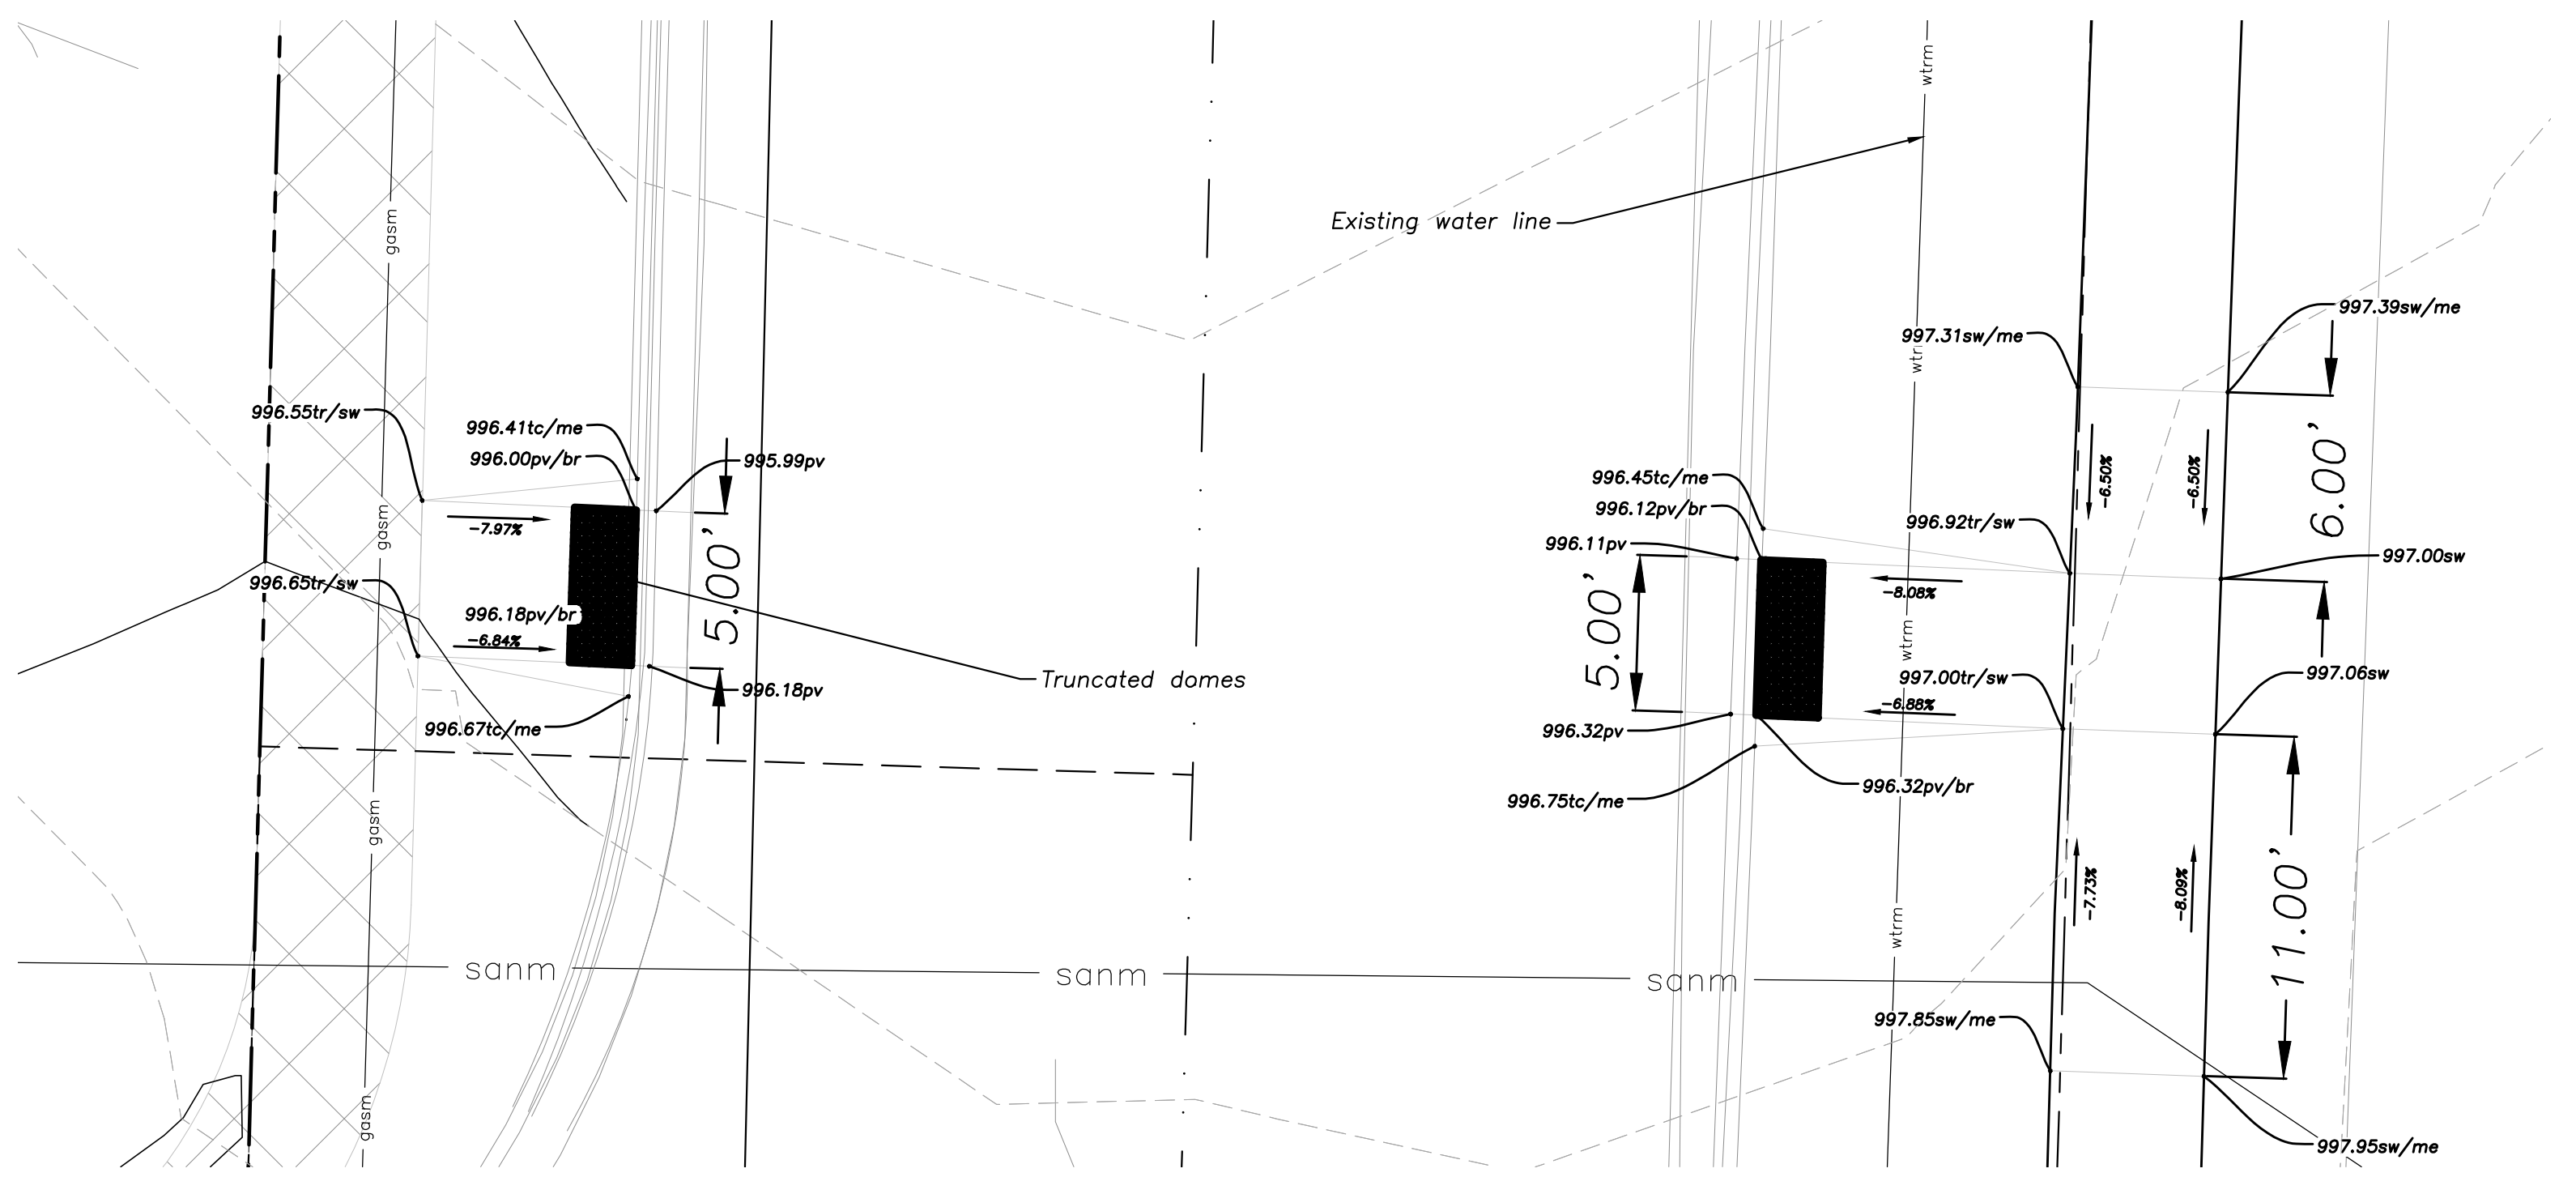 wtrm
gasm
Existing water line
997.39sw/me
997.31sw/me
wtr
996.55tr/sw
996.41tc/me
996.00pv/br
995.99pv
6.00'
-6.50%
-6.50%
996.45tc/me
996.12pv/br
996.92tr/sw
-7.97%
gasm
996.11pv
997.00sw
996.65tr/sw
5.00'
5.00'
-8.08%
996.18pv/br
-6.84%
wtrm
Truncated domes
996.18pv
997.00tr/sw
997.06sw
-6.88%
996.67tc/me
996.32pv
996.32pv/br
996.75tc/me
gasm
-7.73%
-8.09%
11.00'
wtrm
sanm
sanm
sanm
997.85sw/me
gasm
997.95sw/me